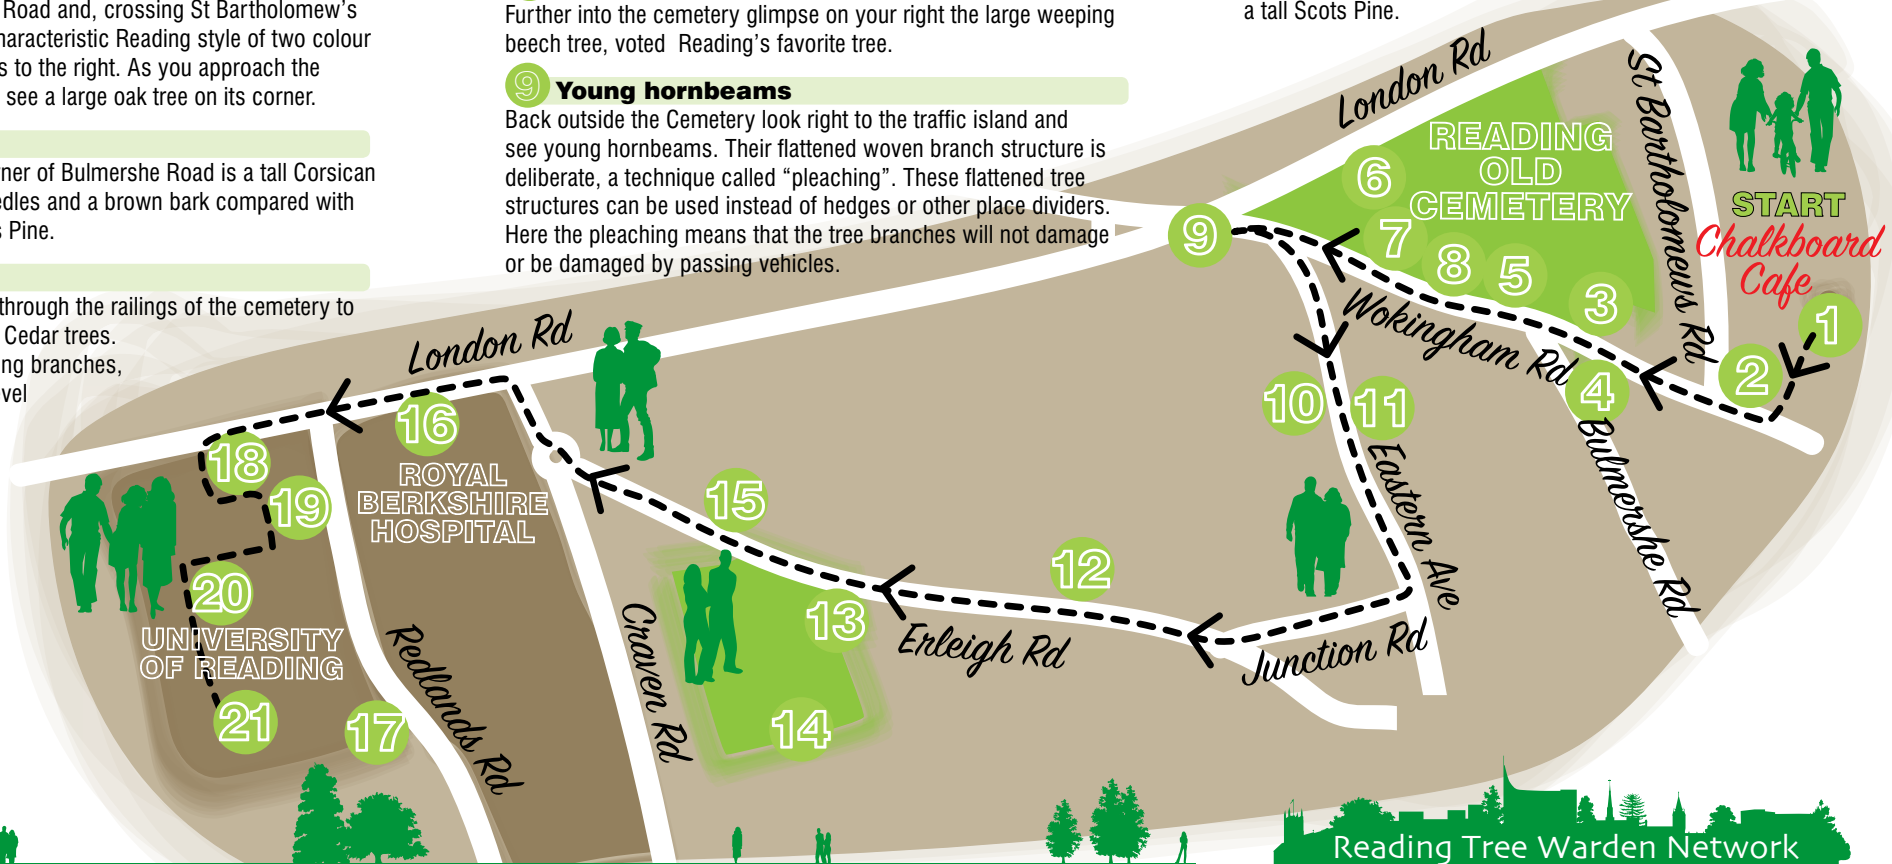 Road and, crossing St Bartholomew's
haracteristic Reading style of two colour
s to the right. As you approach the
see a large oak tree on its corner.
rner of Bulmershe Road is a tall Corsican
edles and a brown bark compared with
s Pine.
through the railings of the cemetery to
Cedar trees.
ng branches,
evel
Further into the cemetery glimpse on your right the large weeping
beech tree, voted  Reading's favorite tree.
9 Young hornbeams
Back outside the Cemetery look right to the traffic island and
see young hornbeams. Their flattened woven branch structure is
deliberate, a technique called “pleaching”. These flattened tree
structures can be used instead of hedges or other place dividers.
Here the pleaching means that the tree branches will not damage
or be damaged by passing vehicles.
a tall Scots Pine.
London Rd
St Bartholomews Rd
READING
OLD
CEMETERY
START
Chalkboard
Cafe
6
7
8
5
3
9
1
2
4
Wokingham Rd
Bulmershe Rd
10
11
Eastern Ave
London Rd
16
18
19
ROYAL
BERKSHIRE
HOSPITAL
15
12
13
14
Erleigh Rd
Junction Rd
Craven Rd
20
UNIVERSITY
OF READING
21
17
Redlands Rd
Reading Tree Warden Network